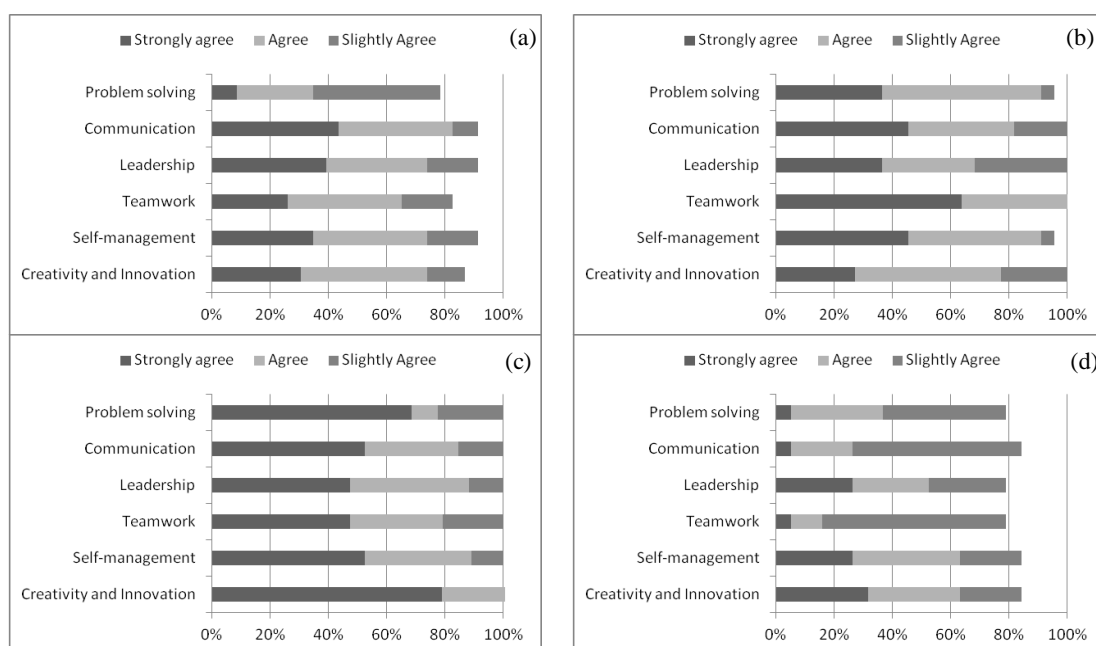 Strongly agree Agree Slightly Agree (a)
Problem solving
Communication
Leadership
Teamwork
Self-management
Creativity and Innovation
0% 20% 40% 60% 80% 100%
Strongly agree Agree Slightly Agree (b)
Problem solving
Communication
Leadership
Teamwork
Self-management
Creativity and Innovation
0% 20% 40% 60% 80% 100%
Strongly agree Agree Slightly Agree (c)
Problem solving
Communication
Leadership
Teamwork
Self-management
Creativity and Innovation
0% 20% 40% 60% 80% 100%
Strongly agree Agree Slightly Agree (d)
Problem solving
Communication
Leadership
Teamwork
Self-management
Creativity and Innovation
0% 20% 40% 60% 80% 100%